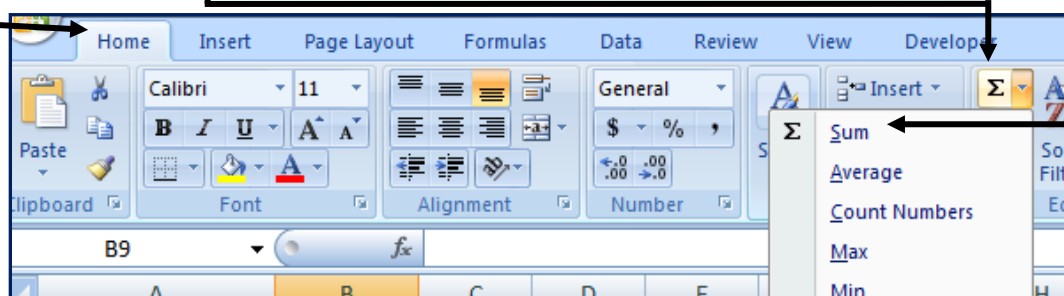 Home Insert Page Layout Formulas Data Review View Developer
Calibri 11 General Insert Σ
B I U A A $ % , Σ Sum
Paste Average
Clipboard Font Alignment Number Count Numbers
B9 fx Max
A B C D E Min H